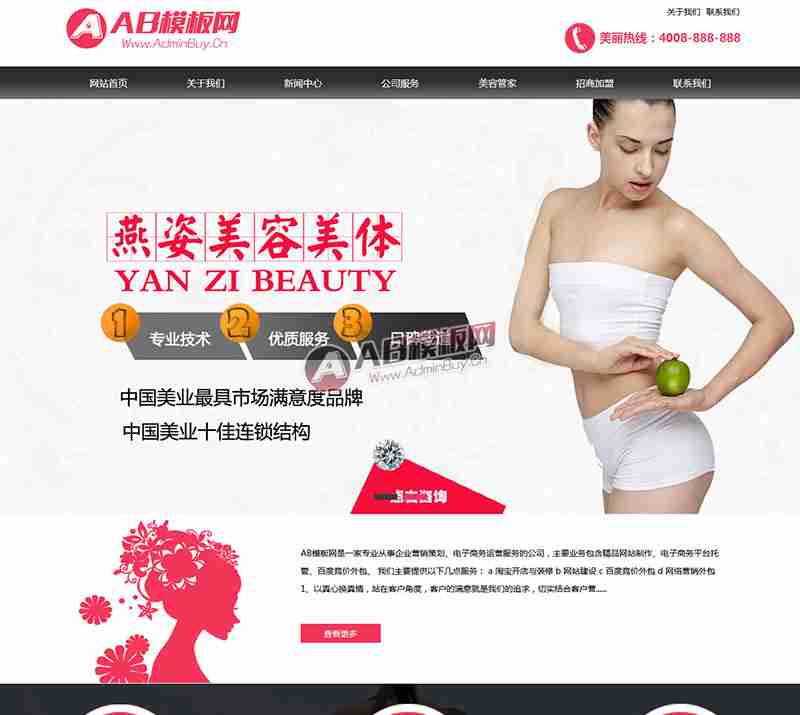 关于我们 联系我们
AB模板网
Www.AdminBuy.Cn
美丽热线：4008-888-888
网站首页 关于我们 新闻中心 公司服务 美容管家 招商加盟 联系我们
燕姿美容美体
YAN ZI BEAUTY
1 专业技术 2 优质服务 3
AB模板网
Www.AdminBuy.Cn
中国美业最具市场满意度品牌
中国美业十佳连锁结构
咨询
AB模板网是一家专业从事企业营销策划、电子商务运营服务的公司，主要业务包含精品网站制作、电子商务平台托
管、百度竞价外包。 我们主要提供以下几点服务： a 淘宝开店与装修 b 网站建设 c 百度竞价外包 d 网络营销外包
1、以真心换真情，站在客户角度，客户的满意就是我们的追求，切实结合客户营.....
查看更多